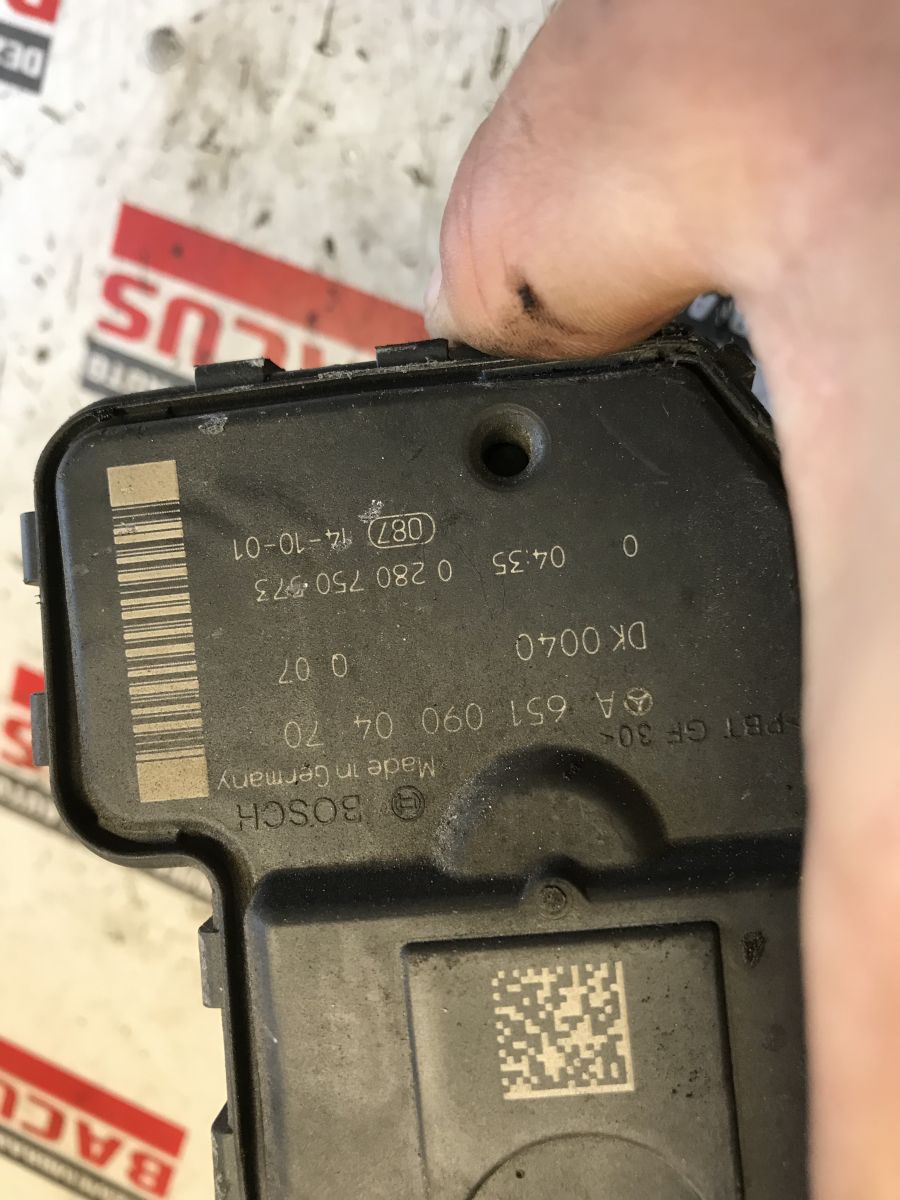 BOSCH
Made in Germany
>PBT GF 30<
A 651 090 04 70
DK 0040 Q 07
0 04:35 0 280 750 573
087 14-10-01
BACUS